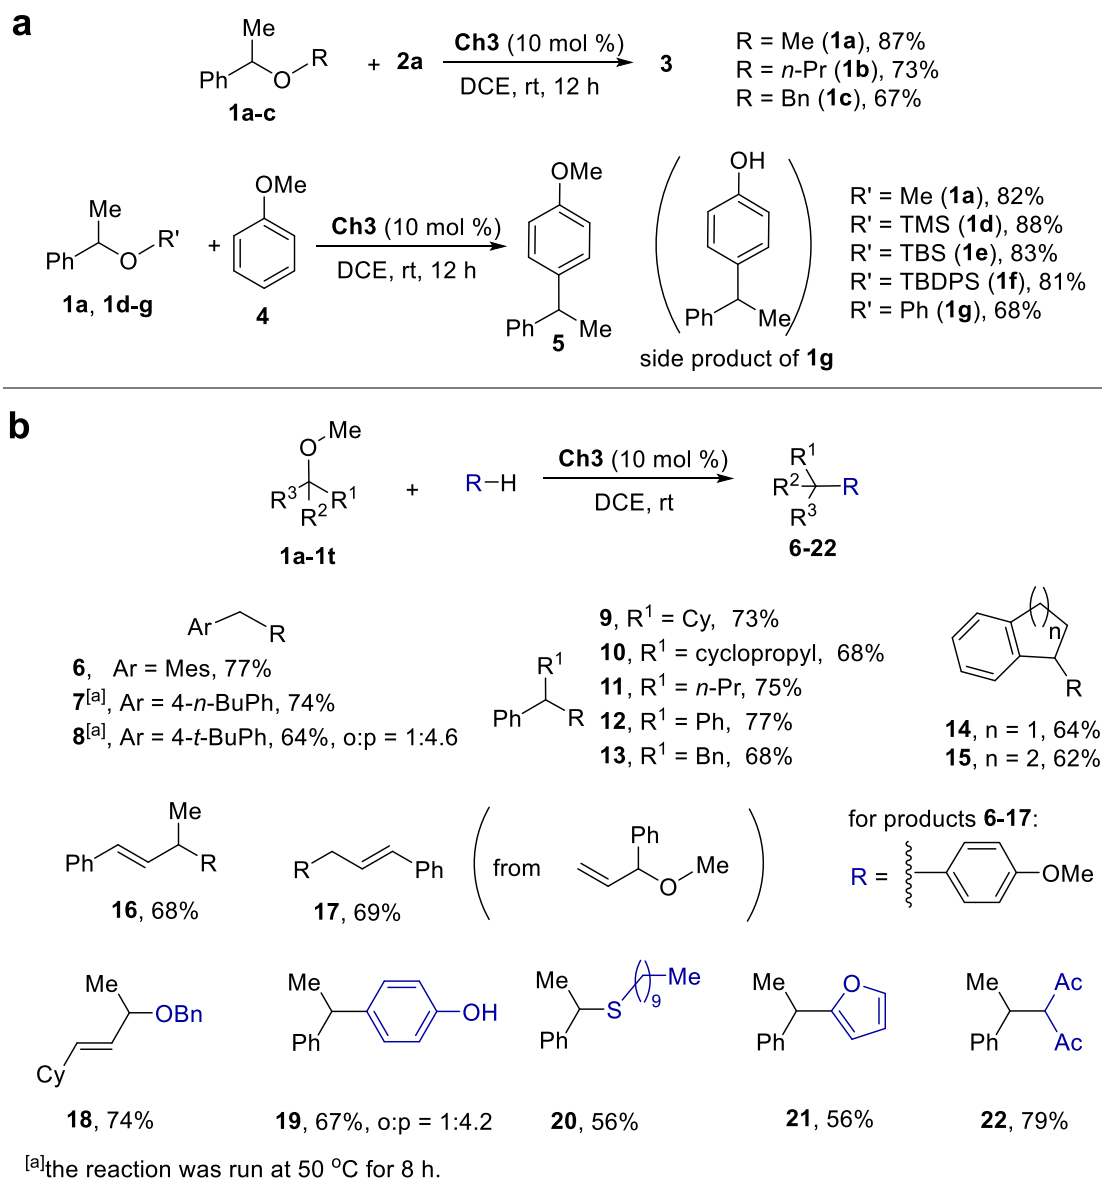 a
Me
Ph
O
R
1a-c
+ 2a
Ch3 (10 mol %)
DCE, rt, 12 h
3
R = Me (1a), 87%
R = n-Pr (1b), 73%
R = Bn (1c), 67%
Me
Ph
O
R'
1a, 1d-g
+
OMe
4
Ch3 (10 mol %)
DCE, rt, 12 h
OMe
Ph
Me
5
OH
Ph
Me
side product of 1g
R' = Me (1a), 82%
R' = TMS (1d), 88%
R' = TBS (1e), 83%
R' = TBDPS (1f), 81%
R' = Ph (1g), 68%
b
O
Me
R3
R1
R2
1a-1t
+
R–H
Ch3 (10 mol %)
DCE, rt
R1
R2
R
R3
6-22
Ar
R
6, Ar = Mes, 77%
7[a], Ar = 4-n-BuPh, 74%
8[a], Ar = 4-t-BuPh, 64%, o:p = 1:4.6
R1
Ph
R
9, R1 = Cy, 73%
10, R1 = cyclopropyl, 68%
11, R1 = n-Pr, 75%
12, R1 = Ph, 77%
13, R1 = Bn, 68%
( )n
R
14, n = 1, 64%
15, n = 2, 62%
Me
Ph
R
16, 68%
R
Ph
17, 69%
from
Ph
O
Me
for products 6-17:
R =
OMe
Me
OBn
Cy
18, 74%
Me
Ph
OH
19, 67%, o:p = 1:4.2
Me
Ph
S
( )9
Me
20, 56%
Me
Ph
O
21, 56%
Me
Ph
Ac
Ac
22, 79%
[a]the reaction was run at 50 oC for 8 h.